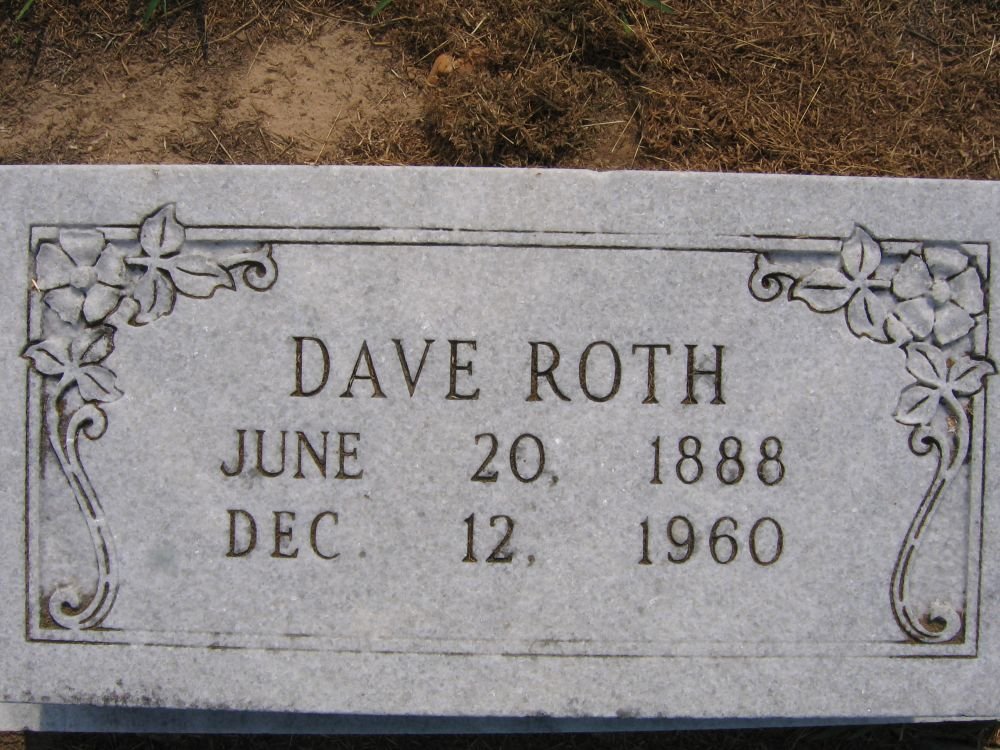 DAVE ROTH
JUNE 20, 1888
DEC. 12, 1960